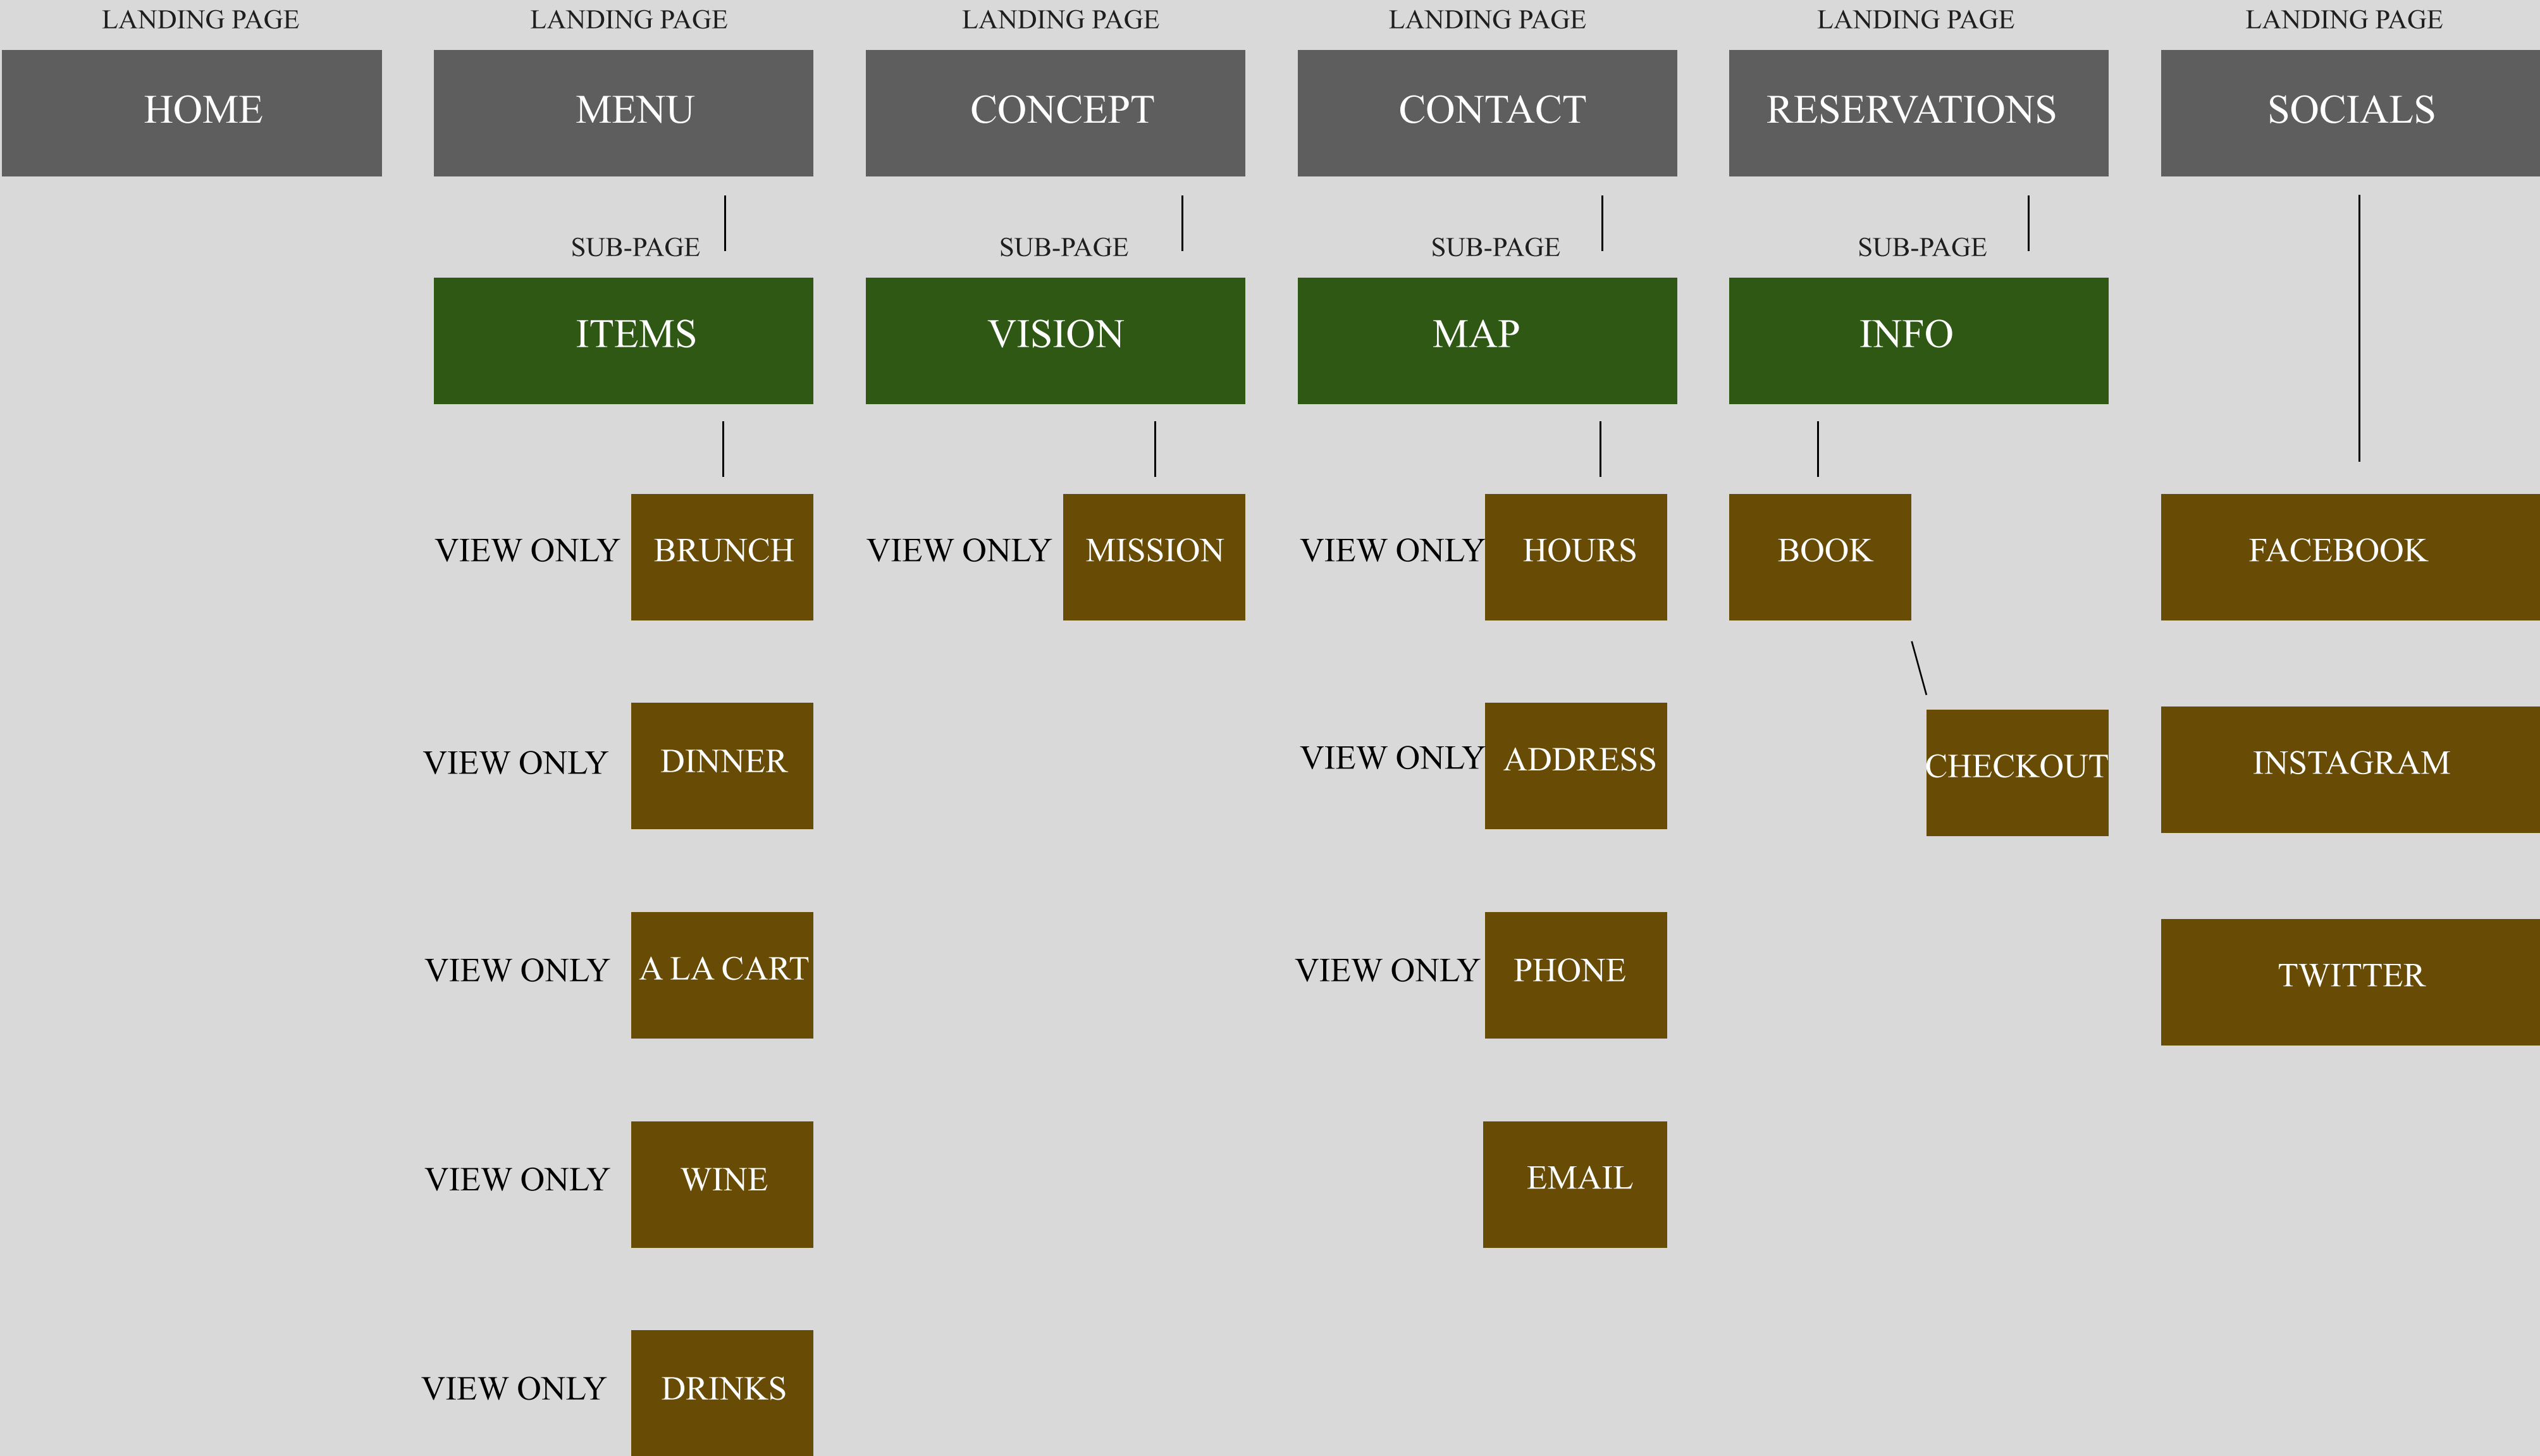 LANDING PAGE LANDING PAGE LANDING PAGE LANDING PAGE LANDING PAGE LANDING PAGE
HOME MENU CONCEPT CONTACT RESERVATIONS SOCIALS
SUB-PAGE SUB-PAGE SUB-PAGE SUB-PAGE
ITEMS VISION MAP INFO
VIEW ONLY BRUNCH VIEW ONLY MISSION VIEW ONLY HOURS BOOK FACEBOOK
VIEW ONLY DINNER VIEW ONLY ADDRESS CHECKOUT INSTAGRAM
VIEW ONLY A LA CART VIEW ONLY PHONE TWITTER
VIEW ONLY WINE EMAIL
VIEW ONLY DRINKS